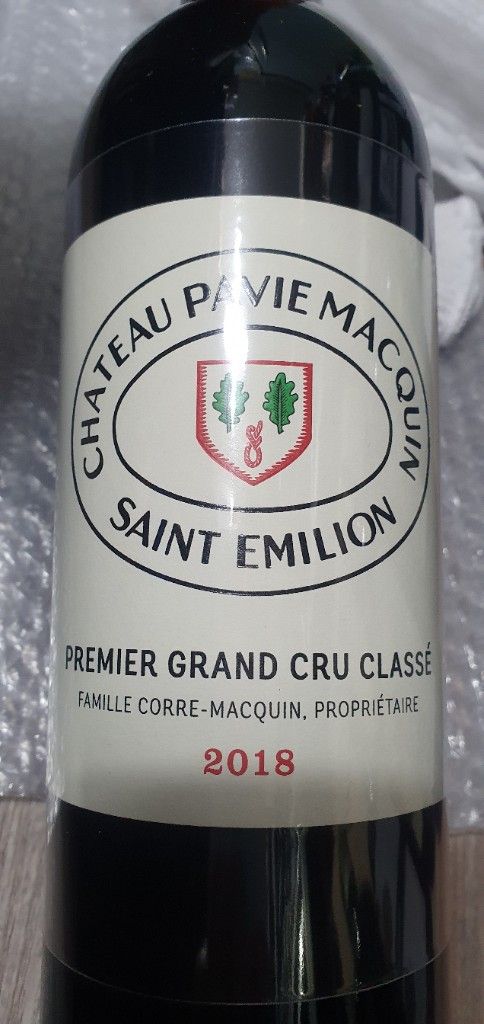 CHATEAU PAVIE MACQUIN
SAINT EMILION
PREMIER GRAND CRU CLASSÉ
FAMILLE CORRE-MACQUIN, PROPRIÉTAIRE
2018